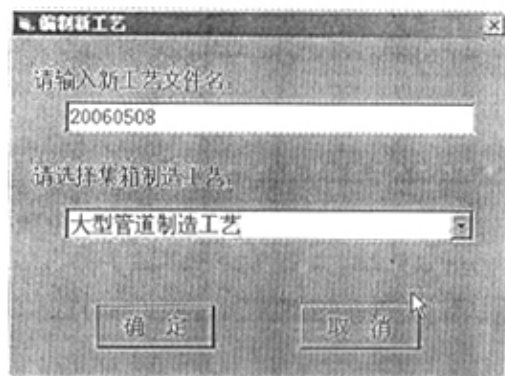 编制新工艺
请输入新工艺文件名:
20060508
请选择集箱制造工艺:
大型管道制造工艺
确 定
取 消